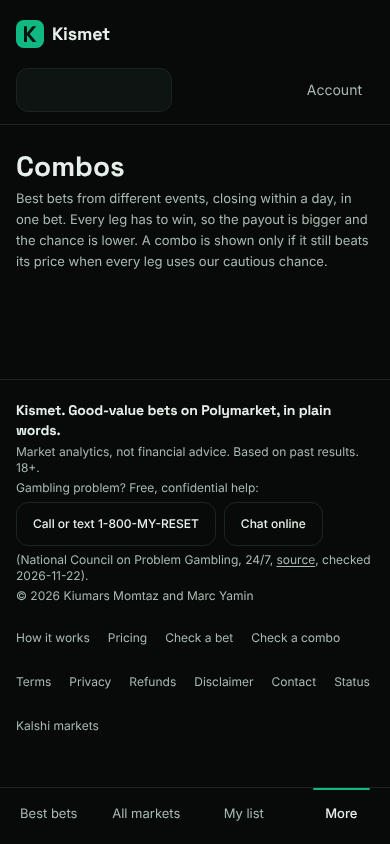 K Kismet
Account
Combos
Best bets from different events, closing within a day, in
one bet. Every leg has to win, so the payout is bigger and
the chance is lower. A combo is shown only if it still beats
its price when every leg uses our cautious chance.
Kismet. Good-value bets on Polymarket, in plain
words.
Market analytics, not financial advice. Based on past results.
18+.
Gambling problem? Free, confidential help:
Call or text 1-800-MY-RESET Chat online
(National Council on Problem Gambling, 24/7, source, checked
2026-11-22).
© 2026 Kiumars Momtaz and Marc Yamin
How it works Pricing Check a bet Check a combo
Terms Privacy Refunds Disclaimer Contact Status
Kalshi markets
Best bets All markets My list More